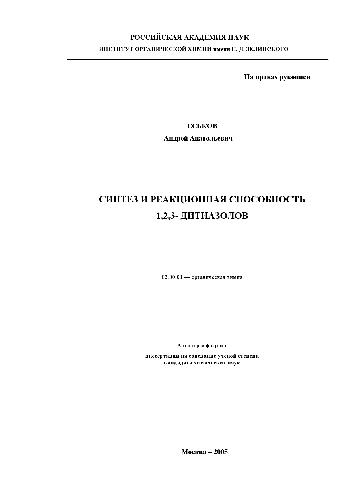 РОССИЙСКАЯ АКАДЕМИЯ НАУК
ИНСТИТУТ ОРГАНИЧЕСКОЙ ХИМИИ имени Н. Д. ЗЕЛИНСКОГО
На правах рукописи
Андрей Анатольевич
СИНТЕЗ И РЕАКЦИОННАЯ СПОСОБНОСТЬ
1,2,3- ДИТИАЗОЛОВ
02.00.03 — органическая химия
Автореферат
диссертации на соискание ученой степени
кандидата химических наук
Москва – 2005